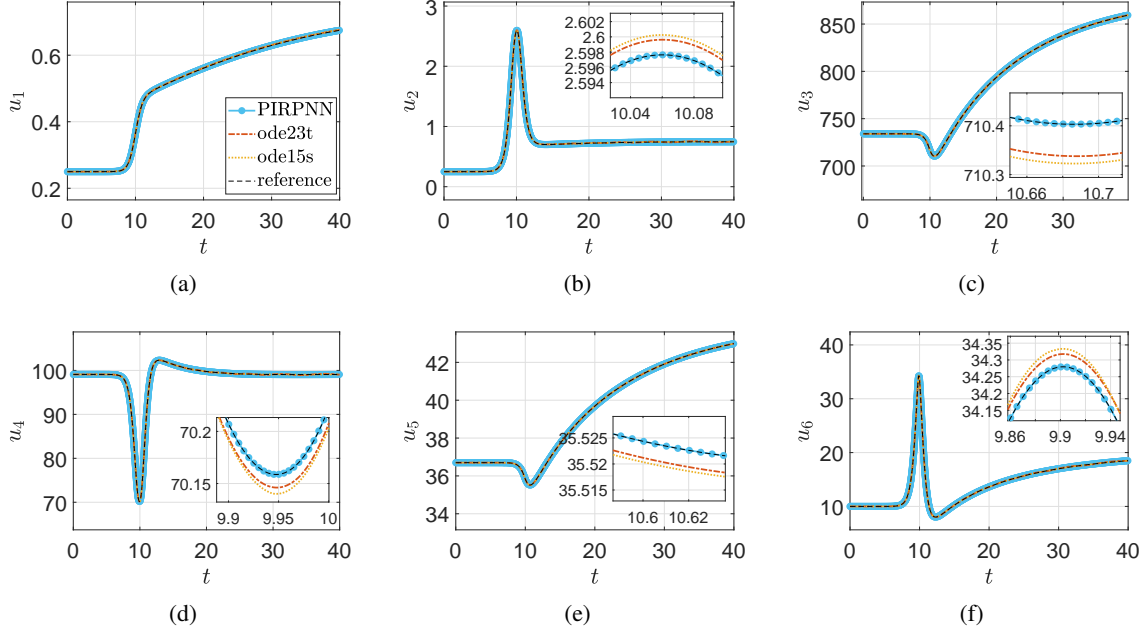 0.6
0.4
0.2
u1
0 10 20 30 40
t
PIRPNN
ode23t
ode15s
reference
(a)
3
2
1
0
u2
0 10 20 30 40
t
2.602
2.6
2.598
2.596
2.594
10.04 10.08
(b)
850
800
750
700
u3
0 10 20 30
t
710.4
710.3
10.66 10.7
(c)
100
90
80
70
u4
0 10 20 30 40
t
70.2
70.15
9.9 9.95 10
(d)
42
40
38
36
34
u5
0 10 20 30 40
t
35.525
35.52
35.515
10.6 10.62
(e)
40
30
20
10
u6
0 10 20 30 40
t
34.35
34.3
34.25
34.2
34.15
9.86 9.9 9.94
(f)